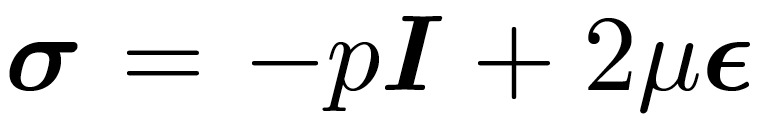 σ = −pI + 2μϵ